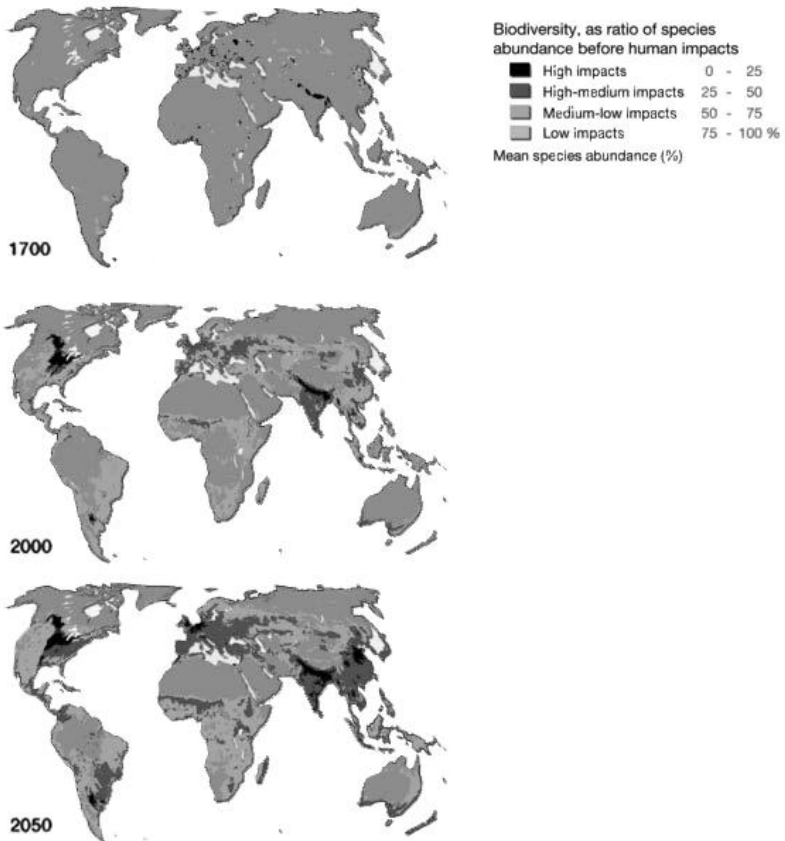 Biodiversity, as ratio of species
abundance before human impacts
High impacts 0 - 25
High-medium impacts 25 - 50
Medium-low impacts 50 - 75
Low impacts 75 - 100 %
Mean species abundance (%)
1700
2000
2050